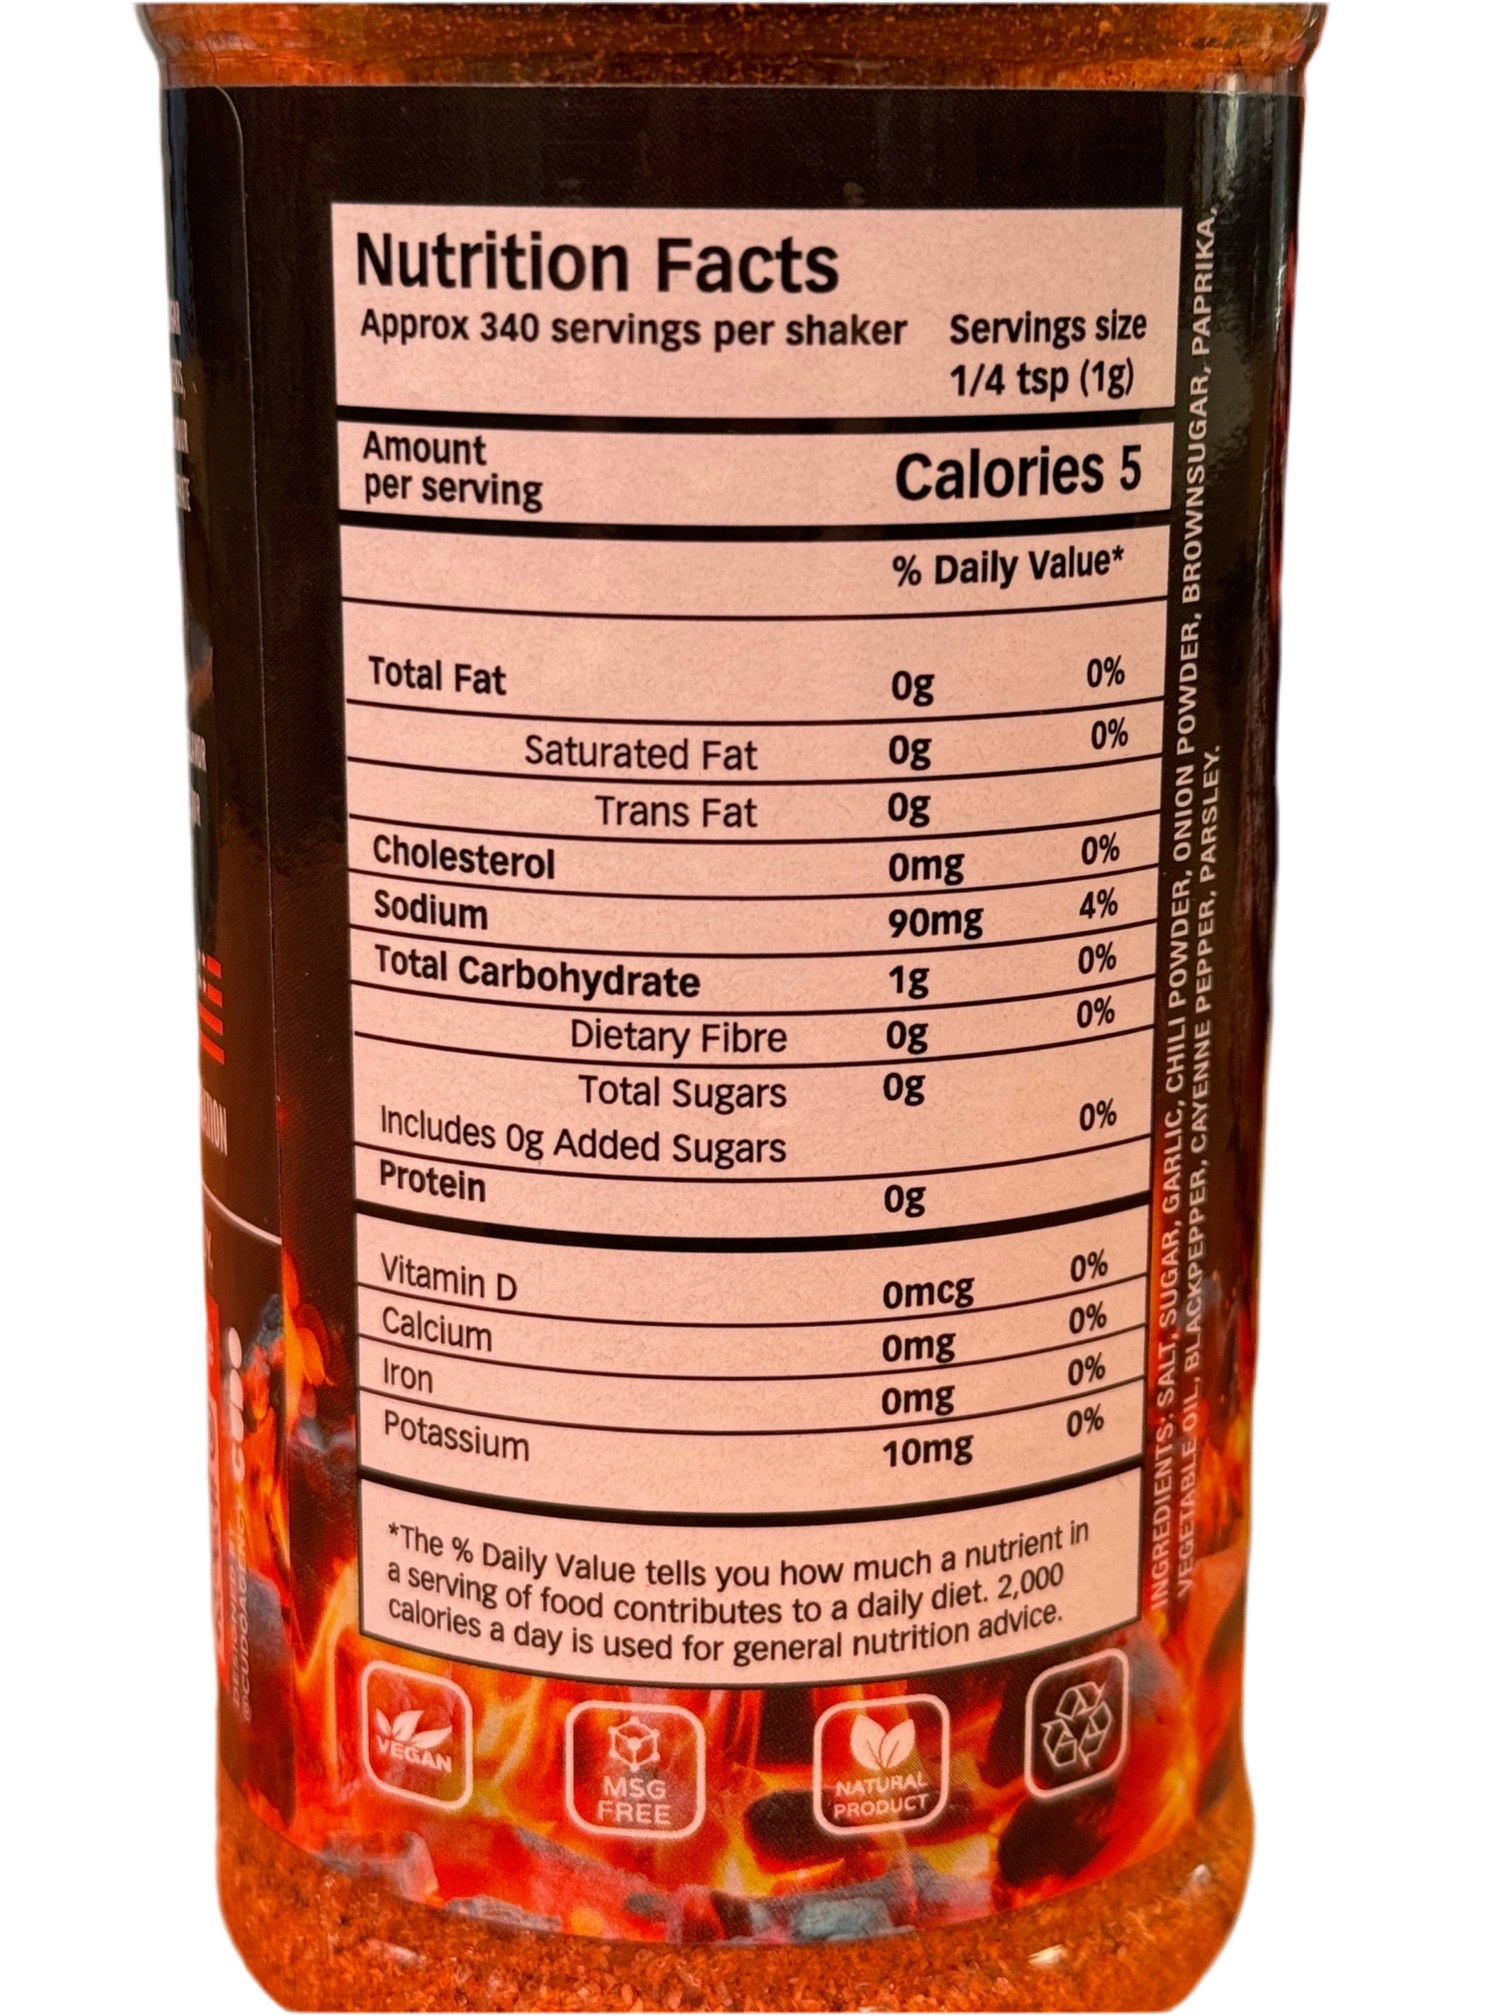 Nutrition Facts
Approx 340 servings per shaker
Servings size
1/4 tsp (1g)
Amount
per serving
Calories 5
% Daily Value*
Total Fat 0g 0%
Saturated Fat 0g 0%
Trans Fat 0g
Cholesterol 0mg 0%
Sodium 90mg 4%
Total Carbohydrate 1g 0%
Dietary Fibre 0g 0%
Total Sugars 0g
Includes 0g Added Sugars 0%
Protein 0g
Vitamin D 0mcg 0%
Calcium 0mg 0%
Iron 0mg 0%
Potassium 10mg 0%
*The % Daily Value tells you how much a nutrient in
a serving of food contributes to a daily diet. 2,000
calories a day is used for general nutrition advice.
VEGAN
MSG
FREE
NATURAL
PRODUCT
INGREDIENTS: SALT, SUGAR, GARLIC, CHILI POWDER, ONION POWDER, BROWNSUGAR, PAPRIKA,
VEGETABLE OIL, BLACKPEPPER, CAYENNE PEPPER, PARSLEY.